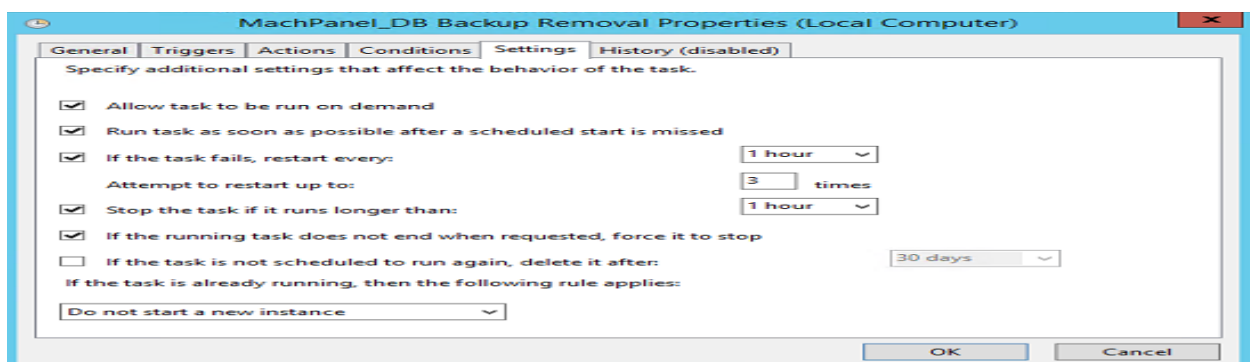 MachPanel_DB Backup Removal Properties (Local Computer)
General Triggers Actions Conditions Settings History (disabled)
Specify additional settings that affect the behavior of the task.
Allow task to be run on demand
Run task as soon as possible after a scheduled start is missed
If the task fails, restart every: 1 hour
Attempt to restart up to: 3 times
Stop the task if it runs longer than: 1 hour
If the running task does not end when requested, force it to stop
If the task is not scheduled to run again, delete it after: 30 days
If the task is already running, then the following rule applies:
Do not start a new instance
OK Cancel